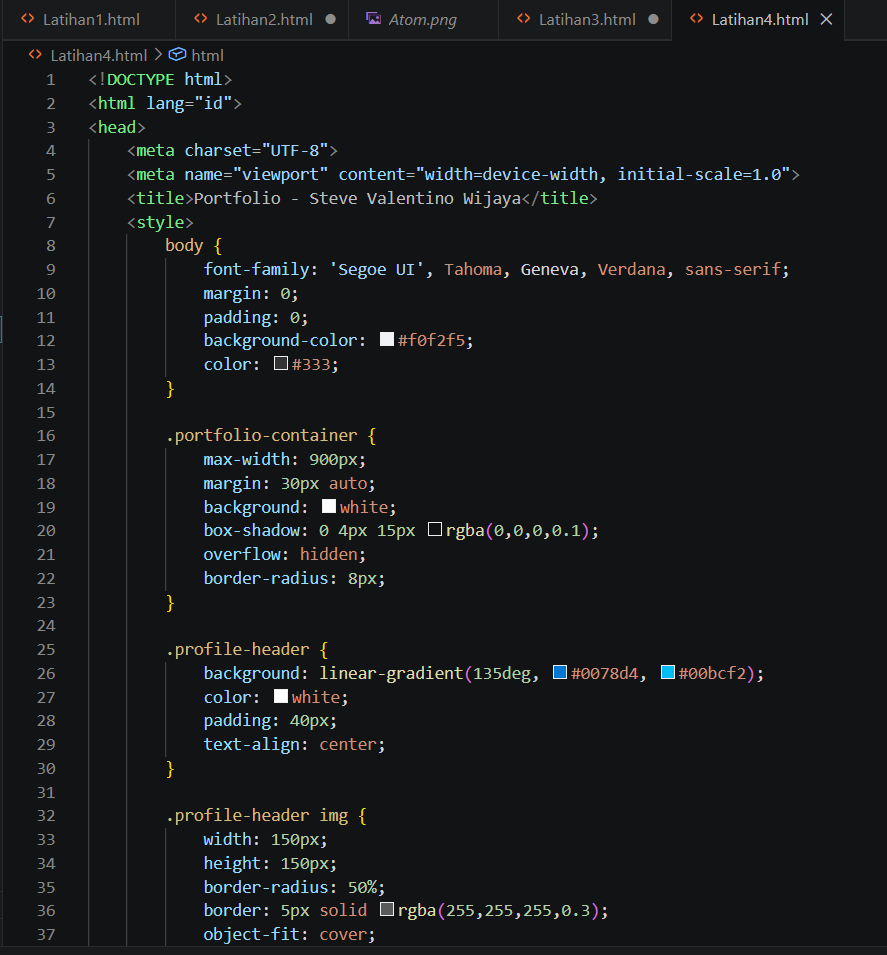 Latihan1.html Latihan2.html Atom.png Latihan3.html Latihan4.html
Latihan4.html > html
1 <!DOCTYPE html>
2 <html lang="id">
3 <head>
4     <meta charset="UTF-8">
5     <meta name="viewport" content="width=device-width, initial-scale=1.0">
6     <title>Portfolio - Steve Valentino Wijaya</title>
7     <style>
8         body {
9             font-family: 'Segoe UI', Tahoma, Geneva, Verdana, sans-serif;
10             margin: 0;
11             padding: 0;
12             background-color: #f0f2f5;
13             color: #333;
14         }
15
16         .portfolio-container {
17             max-width: 900px;
18             margin: 30px auto;
19             background: white;
20             box-shadow: 0 4px 15px rgba(0,0,0,0.1);
21             overflow: hidden;
22             border-radius: 8px;
23         }
24
25         .profile-header {
26             background: linear-gradient(135deg, #0078d4, #00bcf2);
27             color: white;
28             padding: 40px;
29             text-align: center;
30         }
31
32         .profile-header img {
33             width: 150px;
34             height: 150px;
35             border-radius: 50%;
36             border: 5px solid rgba(255,255,255,0.3);
37             object-fit: cover;